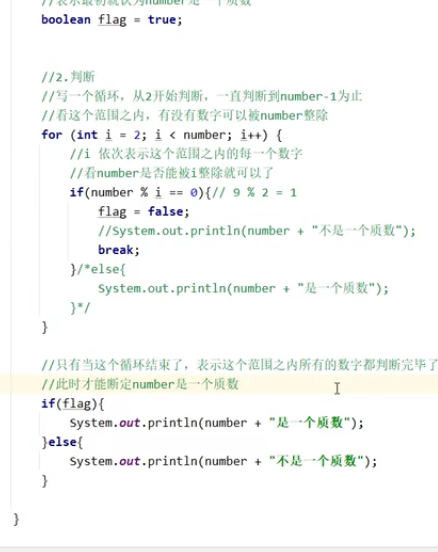 //表示最初就认为number是一个质数
boolean flag = true;
//2.判断
//写一个循环，从2开始判断，一直判断到number-1为止
//看这个范围之内，有没有数字可以被number整除
for (int i = 2; i < number; i++) {
//i 依次表示这个范围之内的每一个数字
//看number是否能被i整除就可以了
if(number % i == 0){// 9 % 2 = 1
flag = false;
//System.out.println(number + "不是一个质数");
break;
}/*else{
System.out.println(number + "是一个质数");
}*/
}
//只有当这个循环结束了，表示这个范围之内所有的数字都判断完毕了
//此时才能断定number是一个质数
if(flag){
System.out.println(number + "是一个质数");
}else{
System.out.println(number + "不是一个质数");
}
}